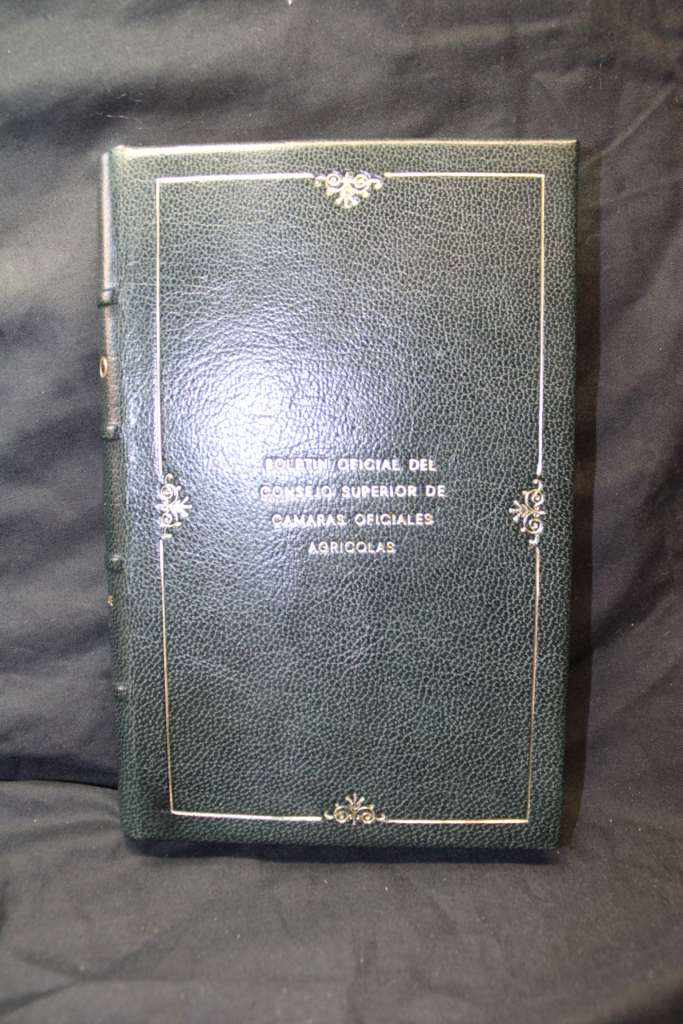 BOLETIN OFICIAL DEL
CONSEJO SUPERIOR DE
CAMARAS OFICIALES
AGRICOLAS